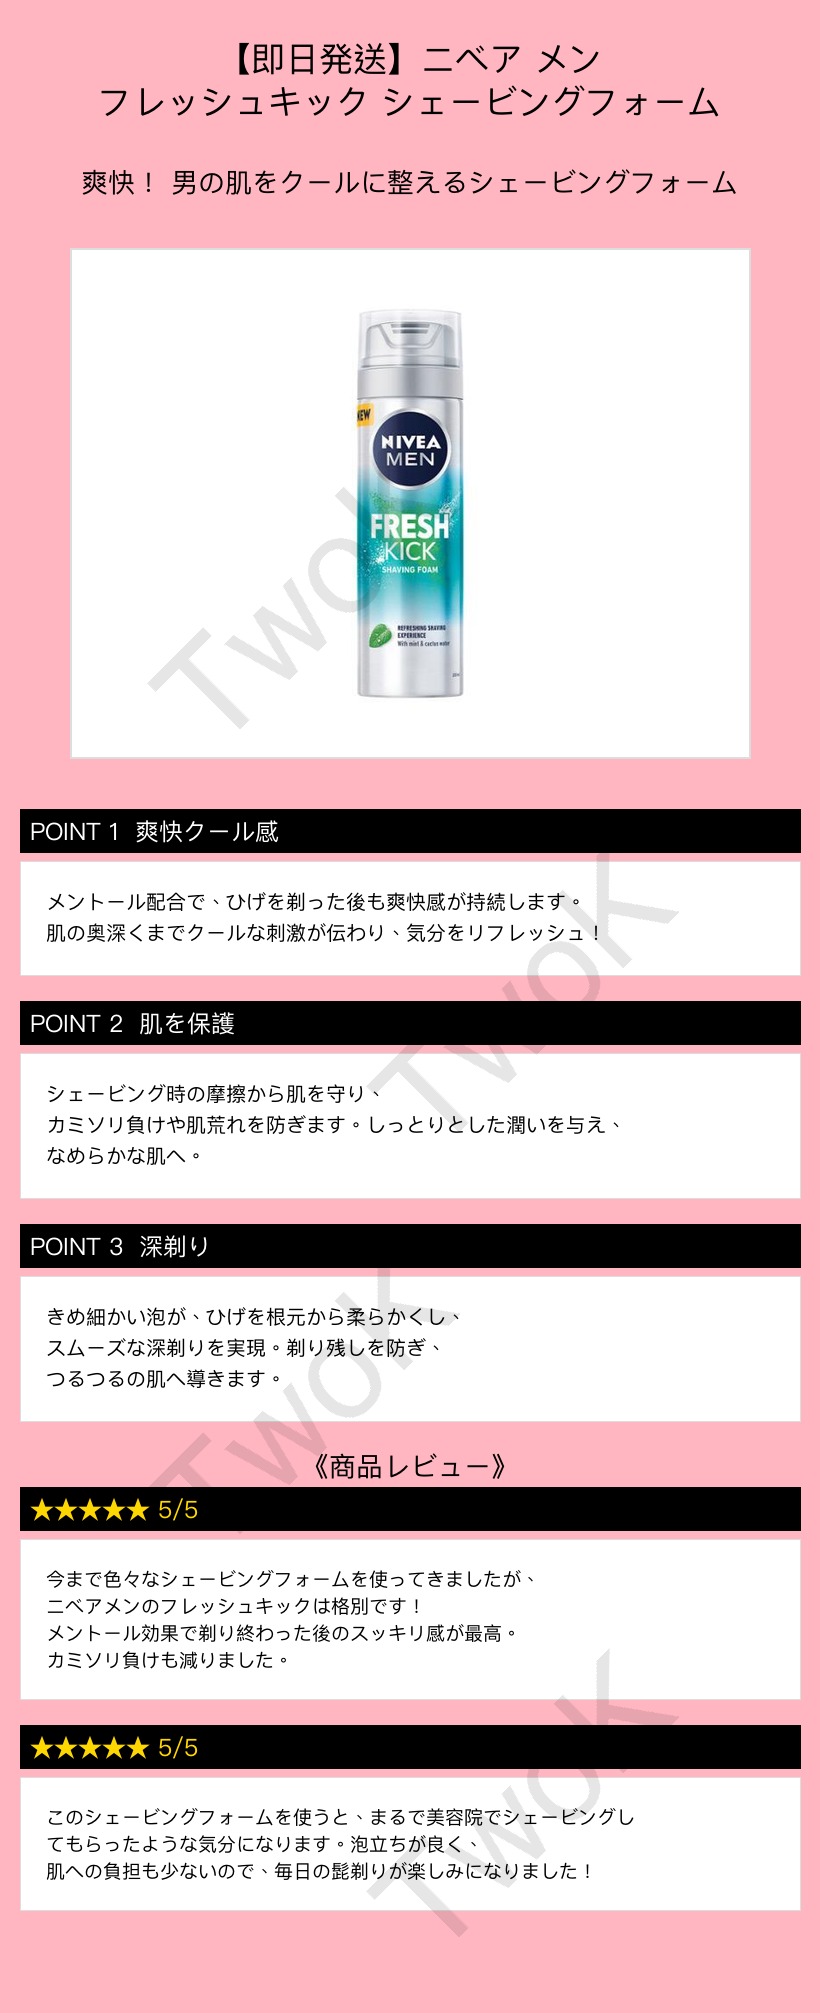 【即日発送】ニベア メン
フレッシュキック シェービングフォーム
爽快！ 男の肌をクールに整えるシェービングフォーム
NEW
NIVEA
MEN
FRESH
KICK
SHAVING FOAM
REFRESHING SHAVING
EXPERIENCE
With mint & cactus water
TwoK
POINT 1 爽快クール感
メントール配合で、ひげを剃った後も爽快感が持続します。
肌の奥深くまでクールな刺激が伝わり、気分をリフレッシュ！
TwoK
POINT 2 肌を保護
シェービング時の摩擦から肌を守り、
カミソリ負けや肌荒れを防ぎます。しっとりとした潤いを与え、
なめらかな肌へ。
POINT 3 深剃り
きめ細かい泡が、ひげを根元から柔らかくし、
スムーズな深剃りを実現。剃り残しを防ぎ、
つるつるの肌へ導きます。
TwoK
《商品レビュー》
★★★★★ 5/5
今まで色々なシェービングフォームを使ってきましたが、
ニベアメンのフレッシュキックは格別です！
メントール効果で剃り終わった後のスッキリ感が最高。
カミソリ負けも減りました。
★★★★★ 5/5
このシェービングフォームを使うと、まるで美容院でシェービングし
てもらったような気分になります。泡立ちが良く、
肌への負担も少ないので、毎日の髭剃りが楽しみになりました！
TwoK